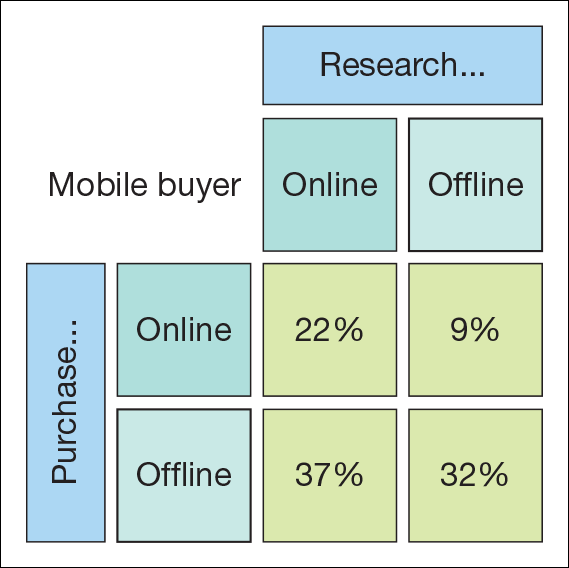 Research...
Mobile buyer
Online
Offline
Purchase...
Online
22%
9%
Offline
37%
32%